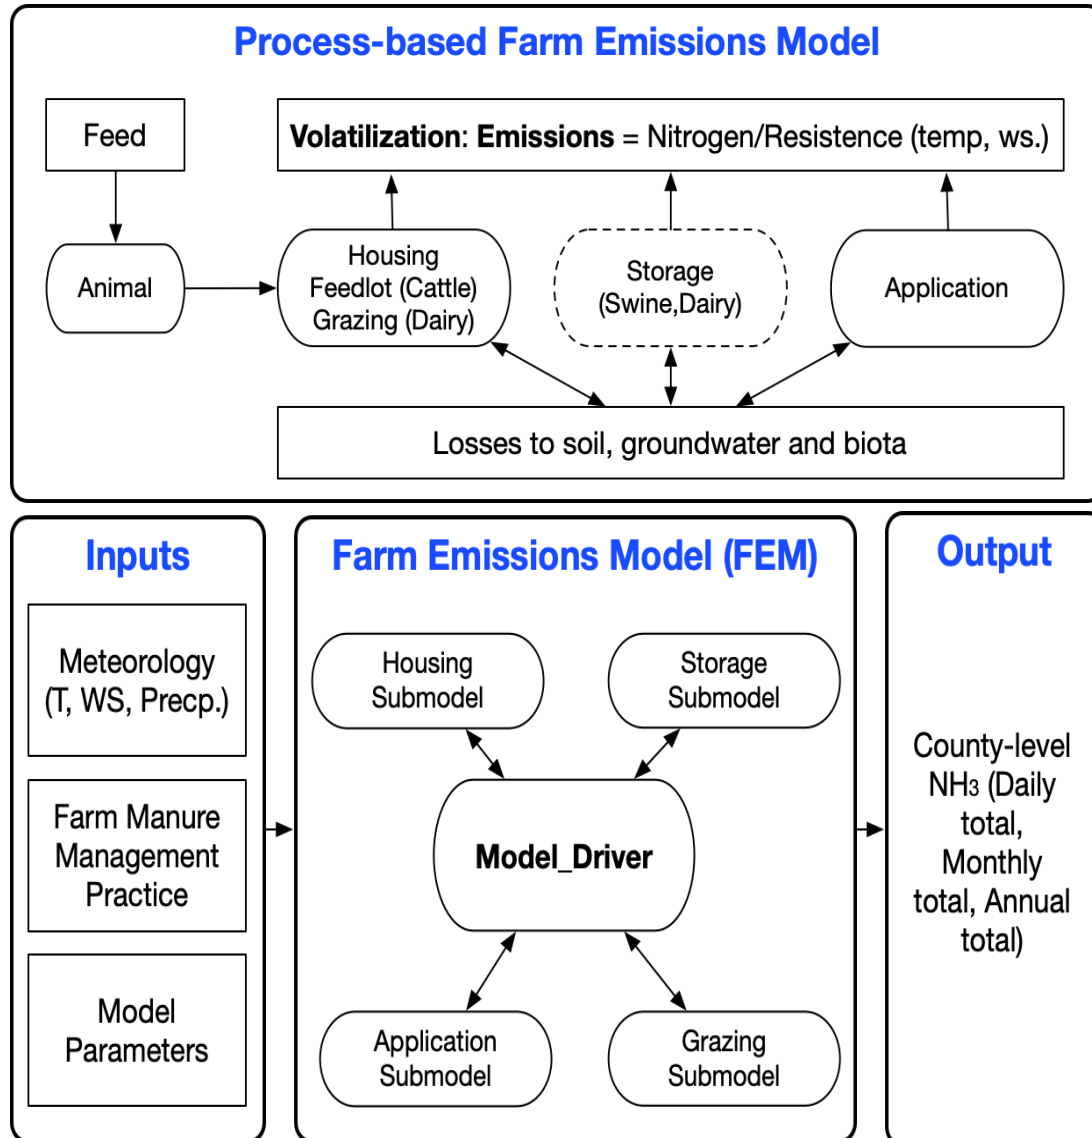 Process-based Farm Emissions Model
Feed
Volatilization: Emissions = Nitrogen/Resistence (temp, ws.)
Animal
Housing
Feedlot (Cattle)
Grazing (Dairy)
Storage
(Swine,Dairy)
Application
Losses to soil, groundwater and biota
Inputs
Meteorology
(T, WS, Precp.)
Farm Manure
Management
Practice
Model
Parameters
Farm Emissions Model (FEM)
Housing
Submodel
Storage
Submodel
Model_Driver
Application
Submodel
Grazing
Submodel
Output
County-level
NH₃ (Daily
total,
Monthly
total, Annual
total)